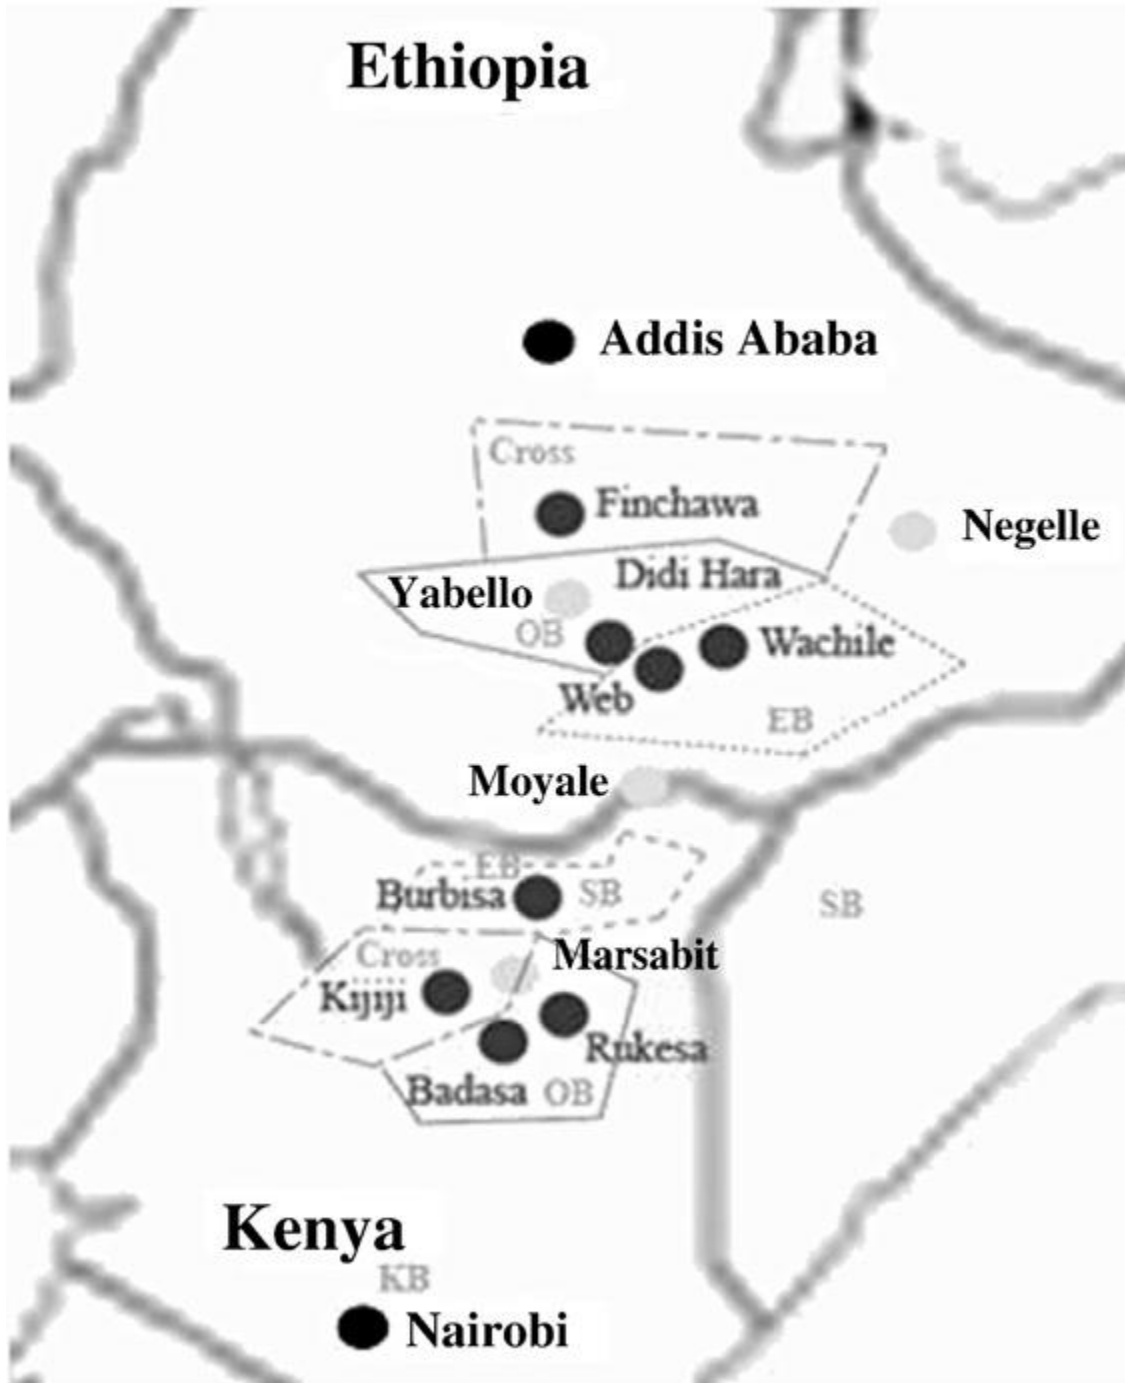 Ethiopia
Addis Ababa
Cross
Finchawa
Negelle
Didi Hara
Yabello
OB
Wachile
Web
EB
Moyale
EB
Burbisa
SB
SB
Cross
Marsabit
Kijiji
Rukesa
Badasa
OB
Kenya
KB
Nairobi